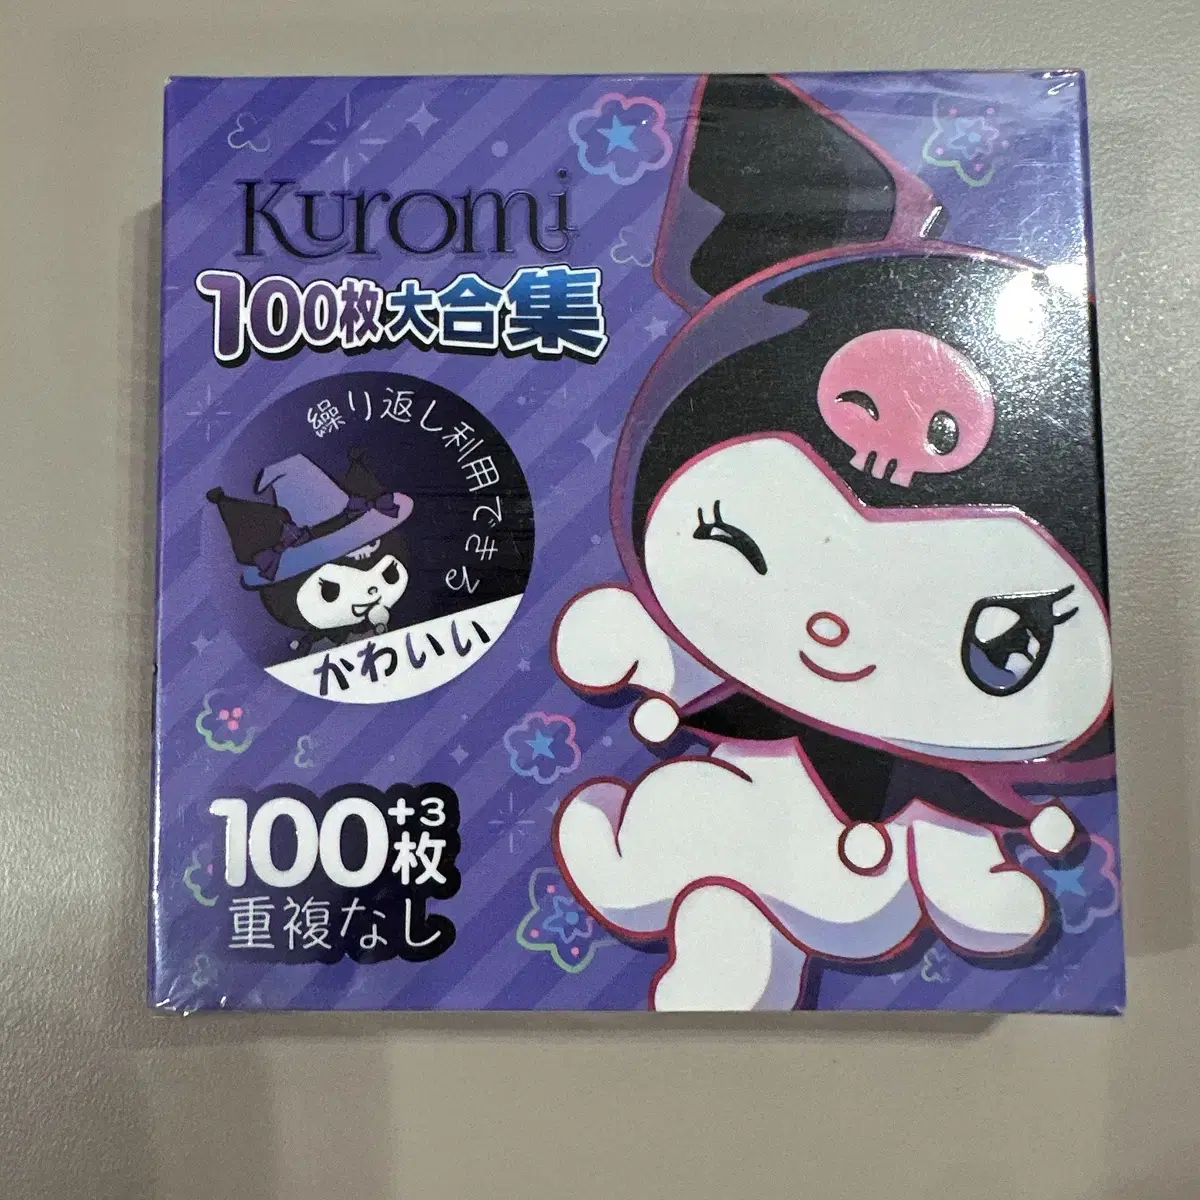 Kuromi
100枚大合集
繰り返し利用できる
かわいい
100+3枚
重複なし